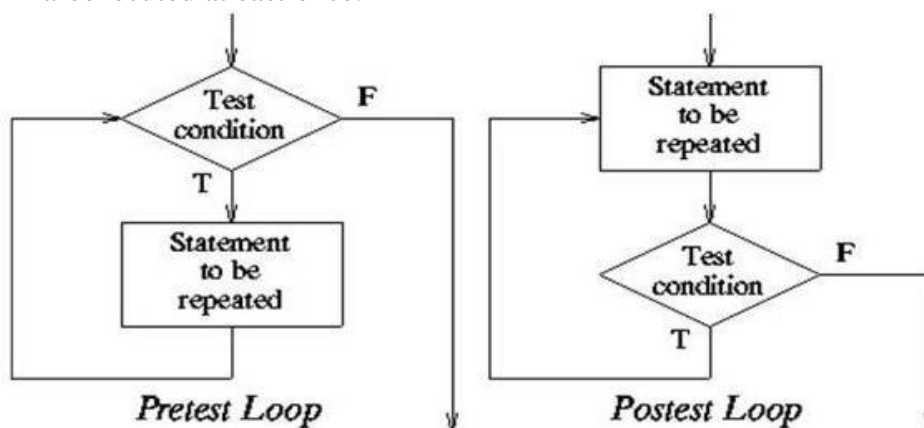 Test
condition
F
T
Statement
to be
repeated
Pretest Loop
Statement
to be
repeated
Test
condition
F
T
Postest Loop